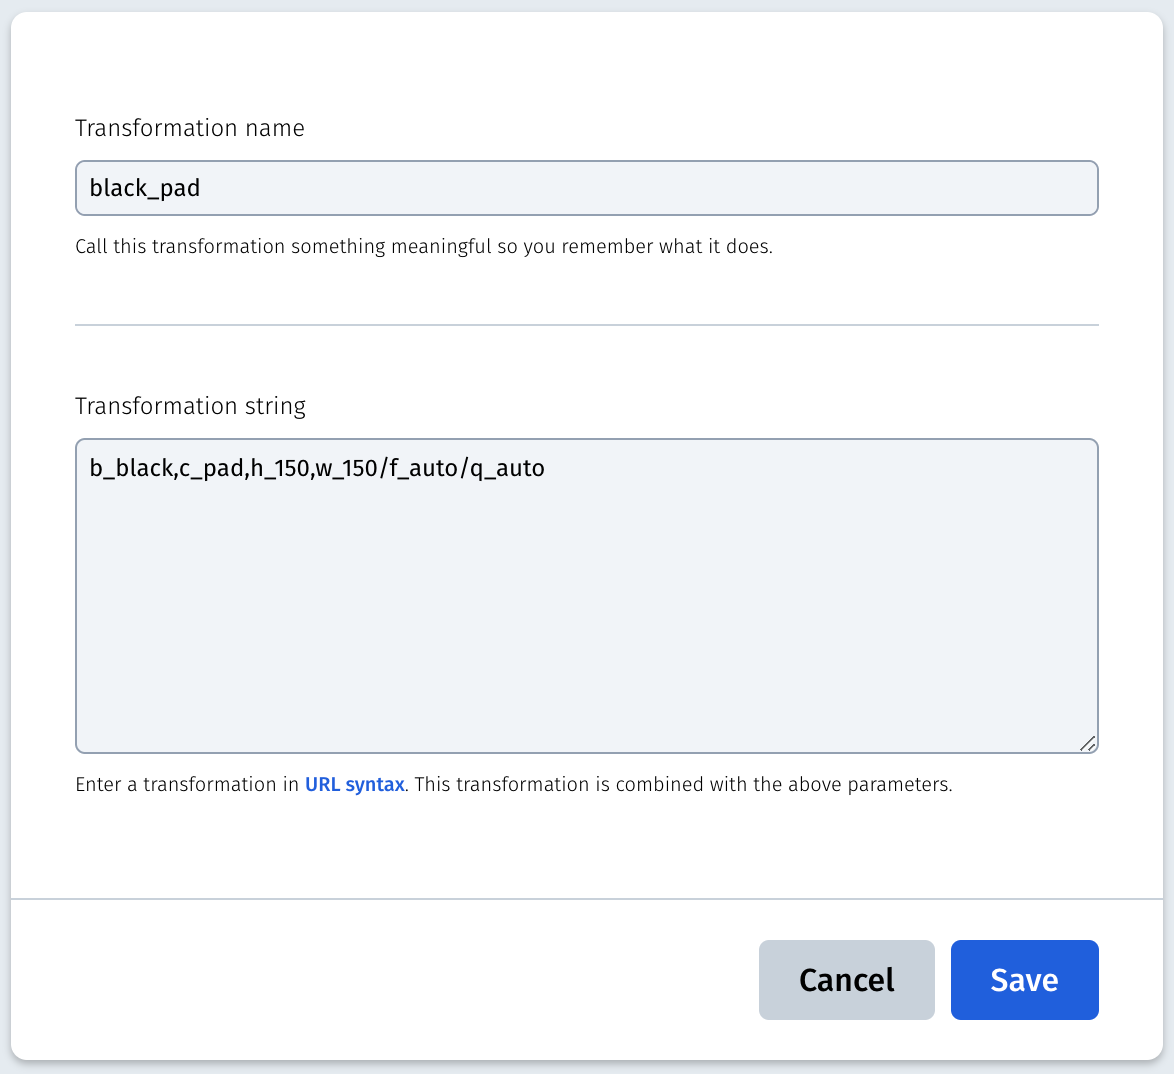 Transformation name
black_pad
Call this transformation something meaningful so you remember what it does.
Transformation string
b_black,c_pad,h_150,w_150/f_auto/q_auto
Enter a transformation in URL syntax. This transformation is combined with the above parameters.
Cancel Save